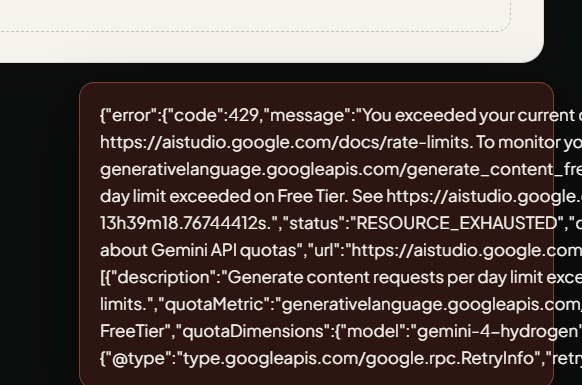 {"error":{"code":429,"message":"You exceeded your current
https://aistudio.google.com/docs/rate-limits. To monitor yo
generativelanguage.googleapis.com/generate_content_fre
day limit exceeded on Free Tier. See https://aistudio.google.
13h39m18.76744412s.","status":"RESOURCE_EXHAUSTED","
about Gemini API quotas","url":"https://aistudio.google.com
[{"description":"Generate content requests per day limit exce
limits.","quotaMetric":"generativelanguage.googleapis.com/
FreeTier","quotaDimensions":{"model":"gemini-4-hydrogen"
{"@type":"type.googleapis.com/google.rpc.RetryInfo","retry